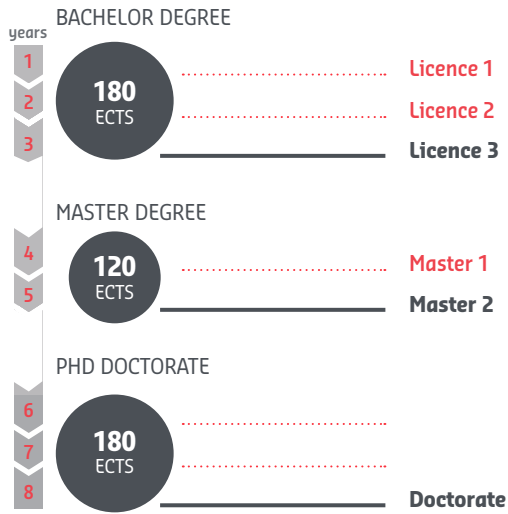 BACHELOR DEGREE
years
1
2
3
180
ECTS
Licence 1
Licence 2
Licence 3
MASTER DEGREE
4
5
120
ECTS
Master 1
Master 2
PHD DOCTORATE
6
7
8
180
ECTS
Doctorate